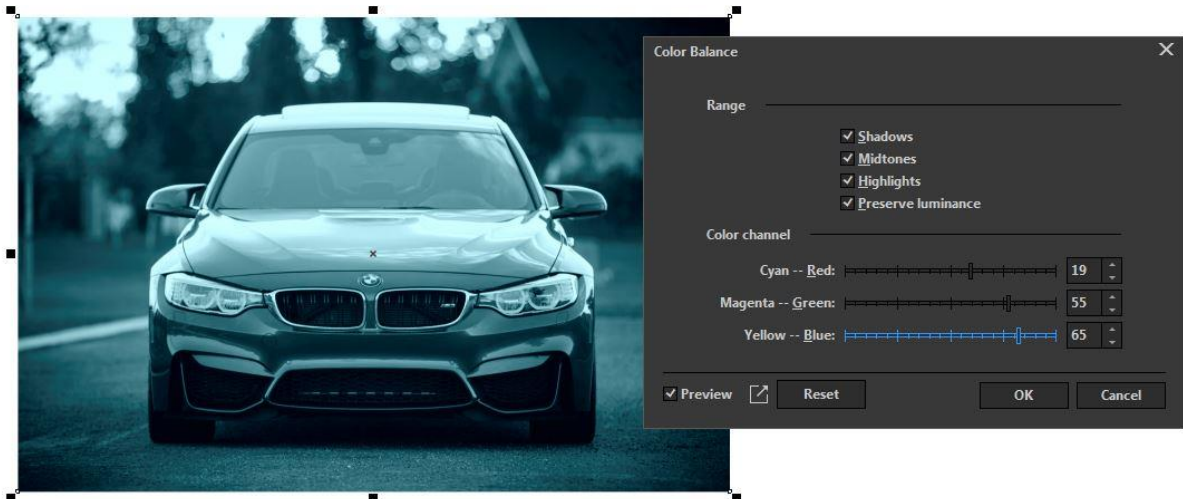 Color Balance
Range
Shadows
Midtones
Highlights
Preserve luminance
Color channel
Cyan -- Red: 19
Magenta -- Green: 55
Yellow -- Blue: 65
Preview Reset OK Cancel